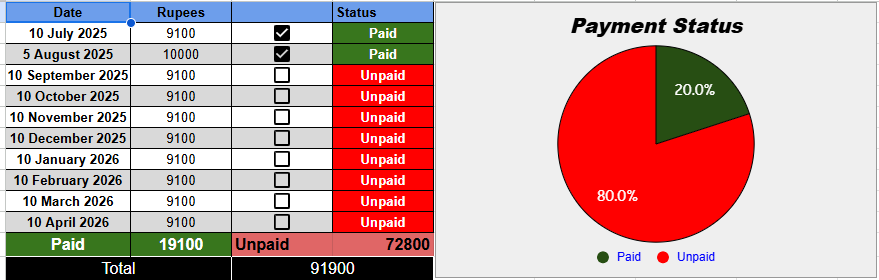 Date Rupees Status
10 July 2025 9100 Paid
5 August 2025 10000 Paid
10 September 2025 9100 Unpaid
10 October 2025 9100 Unpaid
10 November 2025 9100 Unpaid
10 December 2025 9100 Unpaid
10 January 2026 9100 Unpaid
10 February 2026 9100 Unpaid
10 March 2026 9100 Unpaid
10 April 2026 9100 Unpaid
Paid 19100 Unpaid 72800
Total 91900
Payment Status
20.0%
80.0%
Paid Unpaid